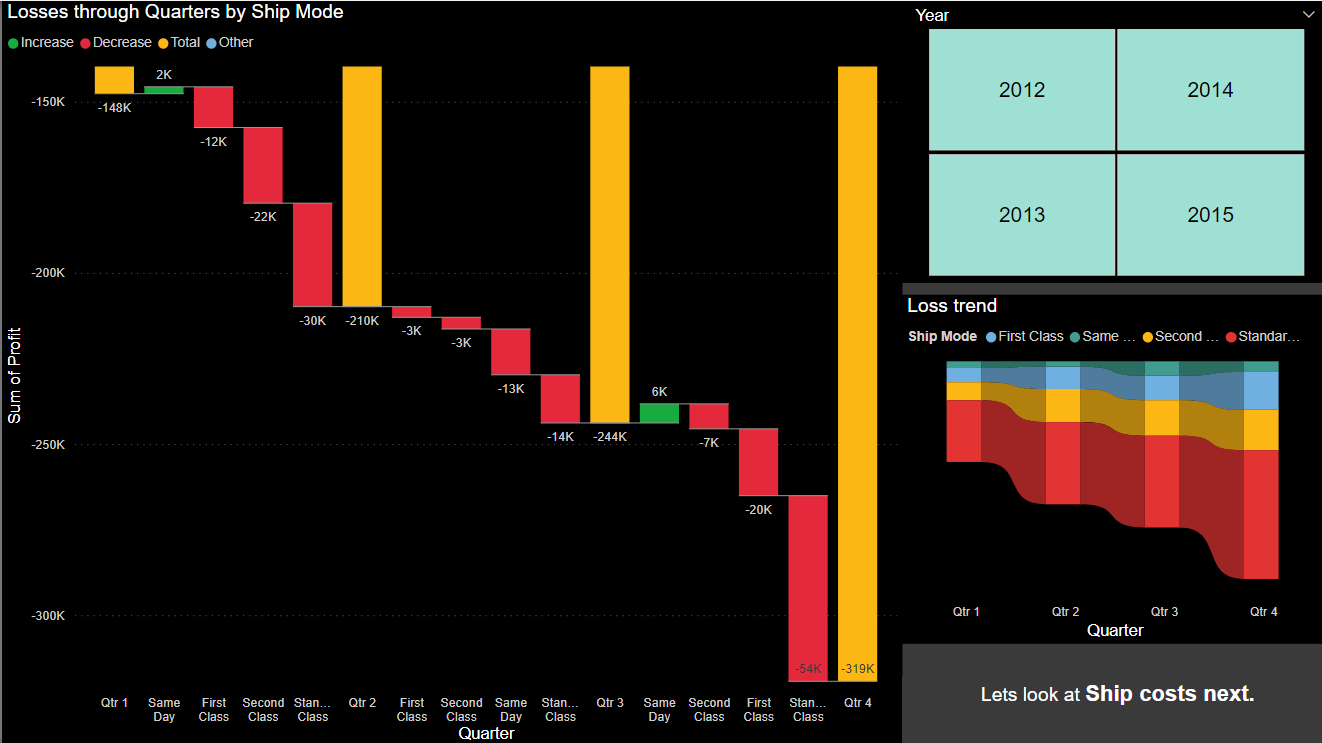 Losses through Quarters by Ship Mode
Increase Decrease Total Other
Sum of Profit
-150K
-200K
-250K
-300K
-148K
2K
-12K
-22K
-30K
-210K
-3K
-3K
-13K
-14K
-244K
6K
-7K
-20K
-54K
-319K
Qtr 1 Same First Second Stan... Qtr 2 First Second Same Stan... Qtr 3 Same Second First Stan... Qtr 4
Day Class Class Class Class Class Day Class Day Class Class Class
Quarter
Year
2012 2014
2013 2015
Loss trend
Ship Mode First Class Same ... Second ... Standar...
Qtr 1 Qtr 2 Qtr 3 Qtr 4
Quarter
Lets look at Ship costs next.